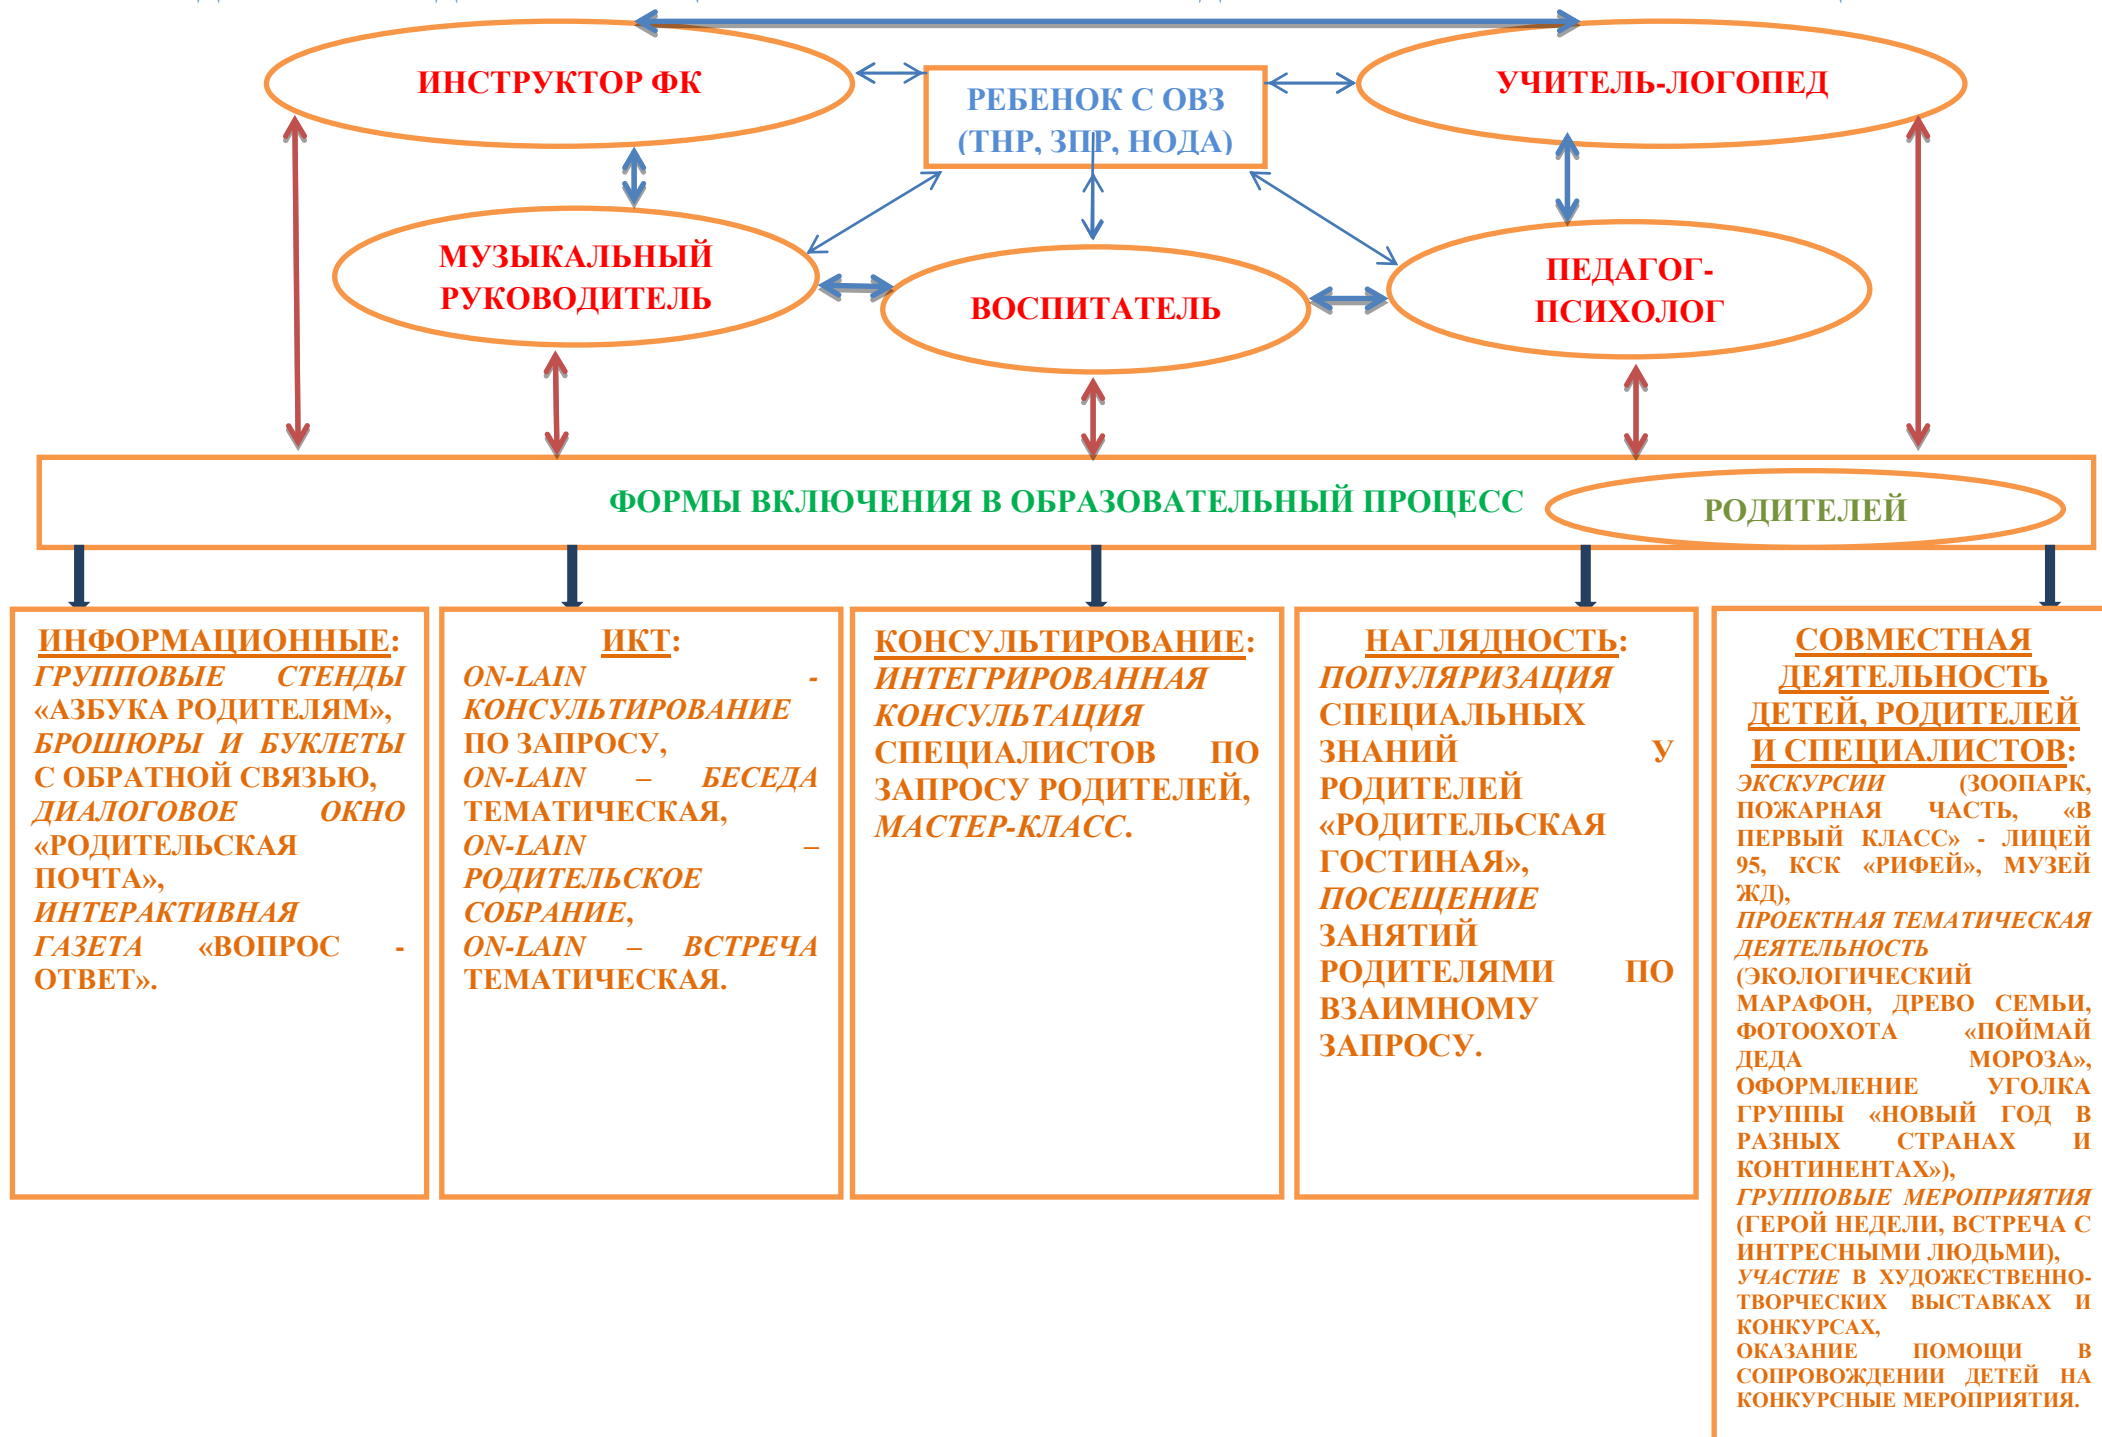 ИНСТРУКТОР ФК
РЕБЕНОК С ОВЗ
(ТНР, ЗПР, НОДА)
УЧИТЕЛЬ-ЛОГОПЕД
МУЗЫКАЛЬНЫЙ
РУКОВОДИТЕЛЬ
ВОСПИТАТЕЛЬ
ПЕДАГОГ-
ПСИХОЛОГ
ФОРМЫ ВКЛЮЧЕНИЯ В ОБРАЗОВАТЕЛЬНЫЙ ПРОЦЕСС
РОДИТЕЛЕЙ
ИНФОРМАЦИОННЫЕ:
ГРУППОВЫЕ СТЕНДЫ
«АЗБУКА РОДИТЕЛЯМ»,
БРОШЮРЫ И БУКЛЕТЫ
С ОБРАТНОЙ СВЯЗЬЮ,
ДИАЛОГОВОЕ ОКНО
«РОДИТЕЛЬСКАЯ
ПОЧТА»,
ИНТЕРАКТИВНАЯ
ГАЗЕТА «ВОПРОС -
ОТВЕТ».
ИКТ:
ON-LAIN -
КОНСУЛЬТИРОВАНИЕ
ПО ЗАПРОСУ,
ON-LAIN – БЕСЕДА
ТЕМАТИЧЕСКАЯ,
ON-LAIN –
РОДИТЕЛЬСКОЕ
СОБРАНИЕ,
ON-LAIN – ВСТРЕЧА
ТЕМАТИЧЕСКАЯ.
КОНСУЛЬТИРОВАНИЕ:
ИНТЕГРИРОВАННАЯ
КОНСУЛЬТАЦИЯ
СПЕЦИАЛИСТОВ ПО
ЗАПРОСУ РОДИТЕЛЕЙ,
МАСТЕР-КЛАСС.
НАГЛЯДНОСТЬ:
ПОПУЛЯРИЗАЦИЯ
СПЕЦИАЛЬНЫХ
ЗНАНИЙ У
РОДИТЕЛЕЙ
«РОДИТЕЛЬСКАЯ
ГОСТИНАЯ»,
ПОСЕЩЕНИЕ
ЗАНЯТИЙ
РОДИТЕЛЯМИ ПО
ВЗАИМНОМУ
ЗАПРОСУ.
СОВМЕСТНАЯ
ДЕЯТЕЛЬНОСТЬ
ДЕТЕЙ, РОДИТЕЛЕЙ
И СПЕЦИАЛИСТОВ:
ЭКСКУРСИИ (ЗООПАРК,
ПОЖАРНАЯ ЧАСТЬ, «В
ПЕРВЫЙ КЛАСС» - ЛИЦЕЙ
95, КСК «РИФЕЙ», МУЗЕЙ
ЖД),
ПРОЕКТНАЯ ТЕМАТИЧЕСКАЯ
ДЕЯТЕЛЬНОСТЬ
(ЭКОЛОГИЧЕСКИЙ
МАРАФОН, ДРЕВО СЕМЬИ,
ФОТООХОТА «ПОЙМАЙ
ДЕДА МОРОЗА»,
ОФОРМЛЕНИЕ УГОЛКА
ГРУППЫ «НОВЫЙ ГОД В
РАЗНЫХ СТРАНАХ И
КОНТИНЕНТАХ»),
ГРУППОВЫЕ МЕРОПРИЯТИЯ
(ГЕРОЙ НЕДЕЛИ, ВСТРЕЧА С
ИНТРЕСНЫМИ ЛЮДЬМИ),
УЧАСТИЕ В ХУДОЖЕСТВЕННО-
ТВОРЧЕСКИХ ВЫСТАВКАХ И
КОНКУРСАХ,
ОКАЗАНИЕ ПОМОЩИ В
СОПРОВОЖДЕНИИ ДЕТЕЙ НА
КОНКУРСНЫЕ МЕРОПРИЯТИЯ.